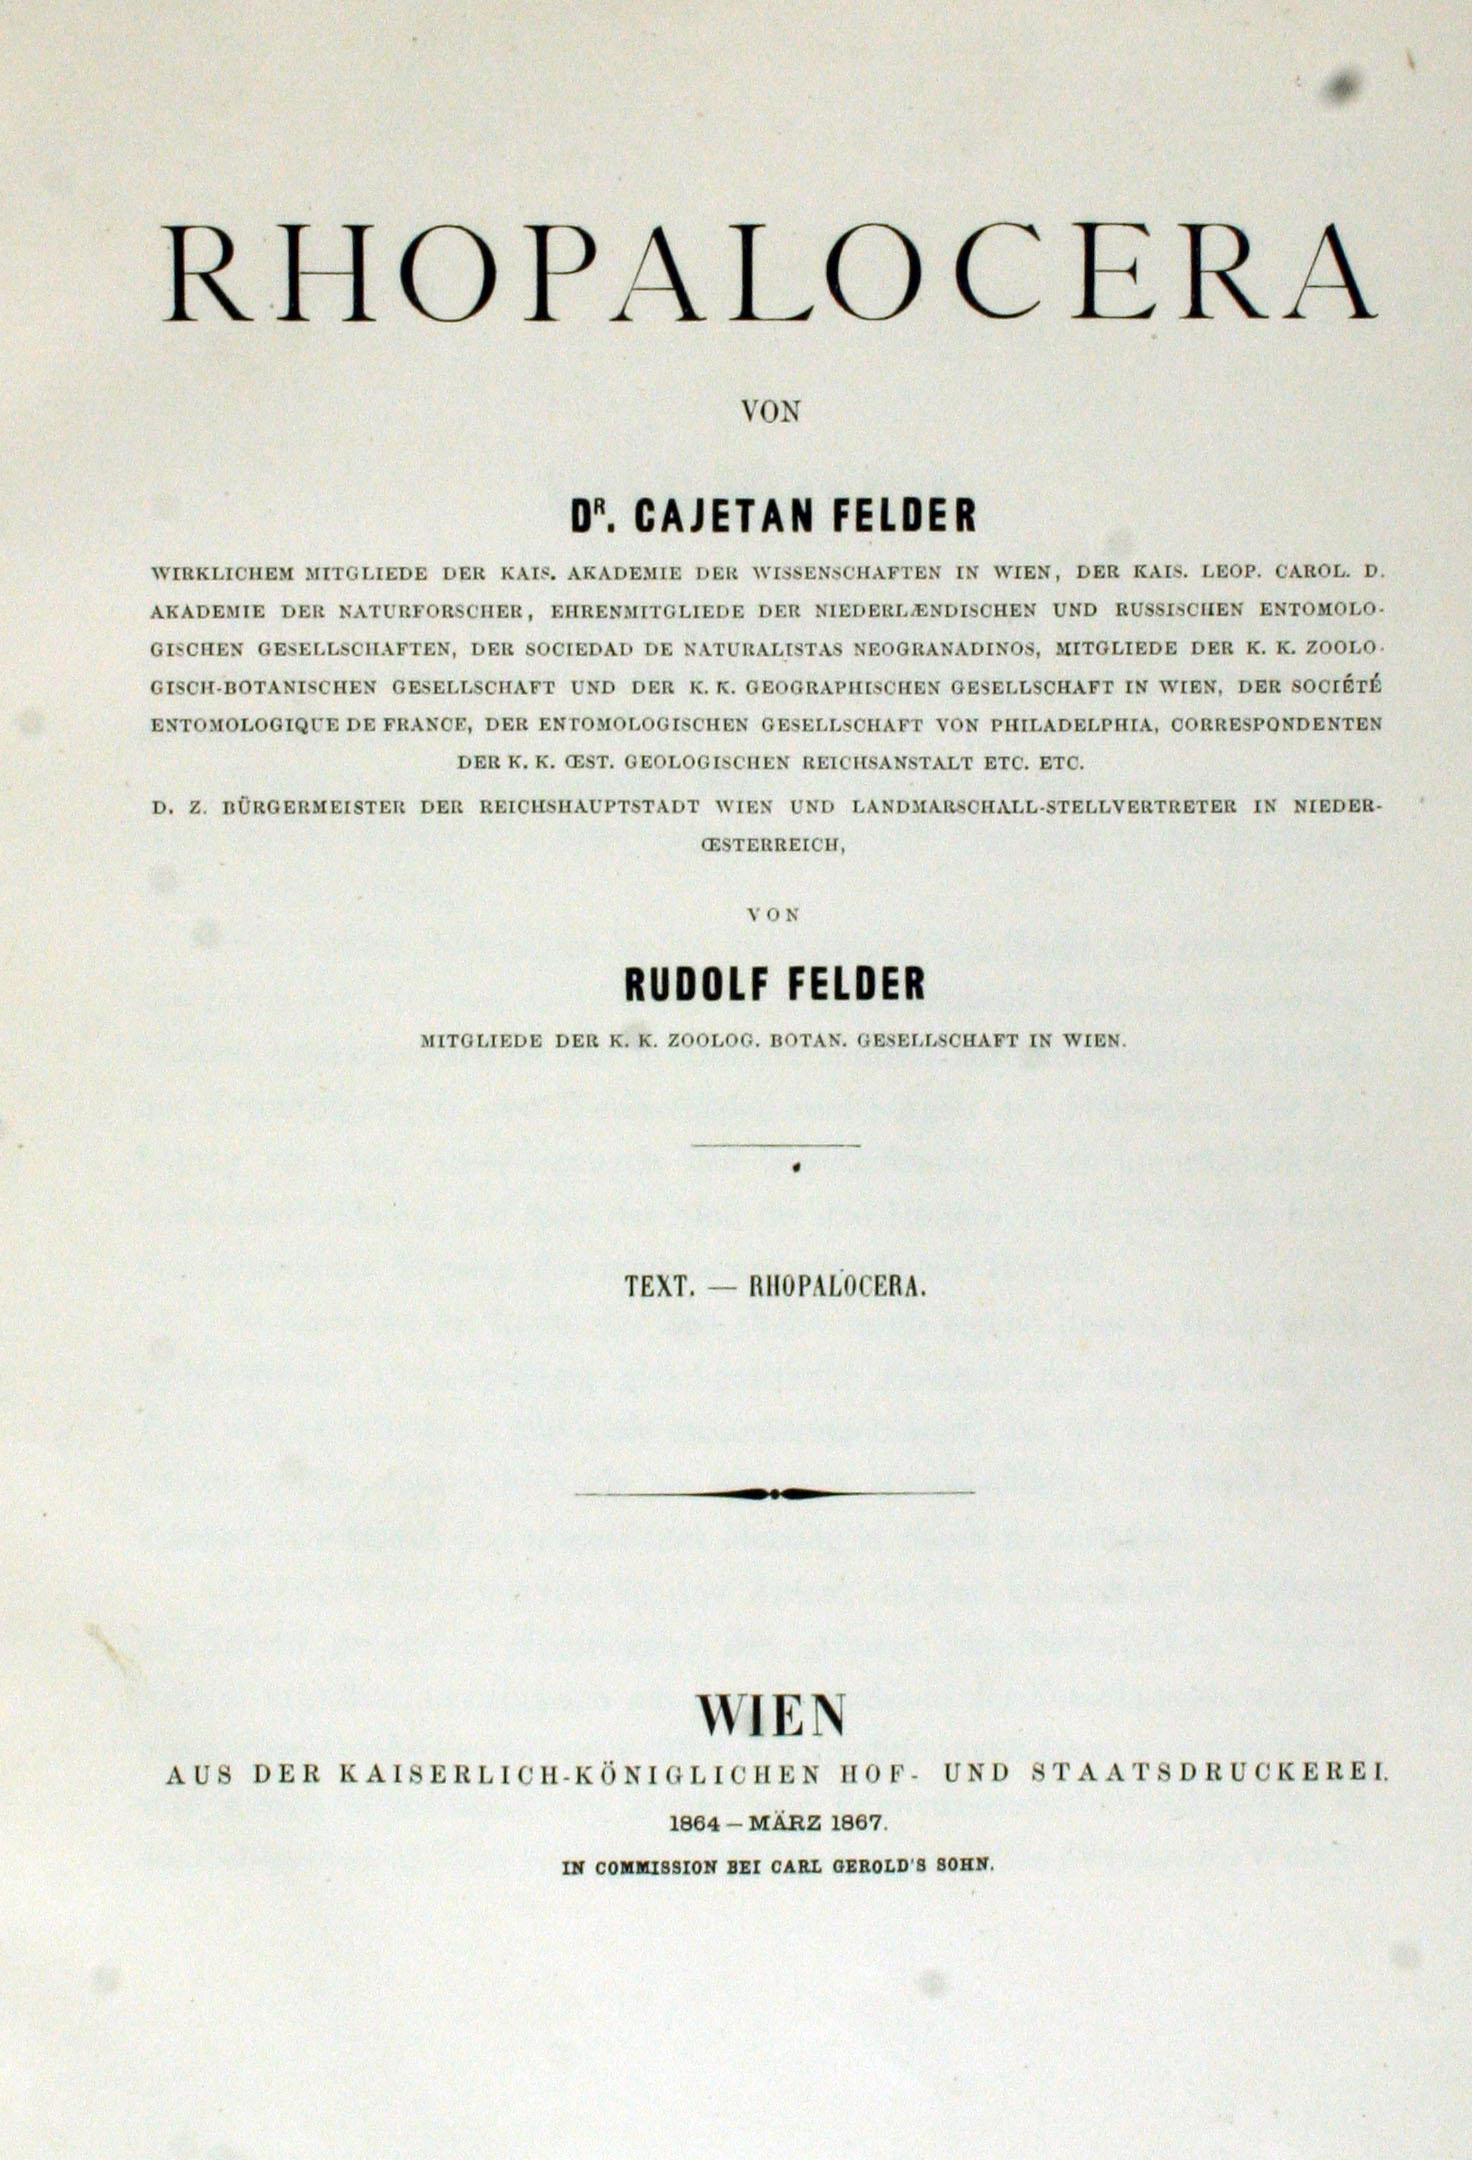 RHOPALOCERA
VON
DR. CAJETAN FELDER
WIRKLICHEM MITGLIEDE DER KAIS. AKADEMIE DER WISSENSCHAFTEN IN WIEN, DER KAIS. LEOP. CAROL. D.
AKADEMIE DER NATURFORSCHER, EHRENMITGLIEDE DER NIEDERLÆNDISCHEN UND RUSSISCHEN ENTOMOLO-
GISCHEN GESELLSCHAFTEN, DER SOCIEDAD DE NATURALISTAS NEOGRANADINOS, MITGLIEDE DER K. K. ZOOLO-
GISCH-BOTANISCHEN GESELLSCHAFT UND DER K. K. GEOGRAPHISCHEN GESELLSCHAFT IN WIEN, DER SOCIÉTÉ
ENTOMOLOGIQUE DE FRANCE, DER ENTOMOLOGISCHEN GESELLSCHAFT VON PHILADELPHIA, CORRESPONDENTEN
DER K. K. ŒST. GEOLOGISCHEN REICHSANSTALT ETC. ETC.
D. Z. BÜRGERMEISTER DER REICHSHAUPTSTADT WIEN UND LANDMARSCHALL-STELLVERTRETER IN NIEDER-
ŒSTERREICH,
VON
RUDOLF FELDER
MITGLIEDE DER K. K. ZOOLOG. BOTAN. GESELLSCHAFT IN WIEN.
TEXT. — RHOPALOCERA.
WIEN
AUS DER KAISERLICH-KÖNIGLICHEN HOF- UND STAATSDRUCKEREI.
1864 – MÄRZ 1867.
IN COMMISSION BEI CARL GEROLD'S SOHN.